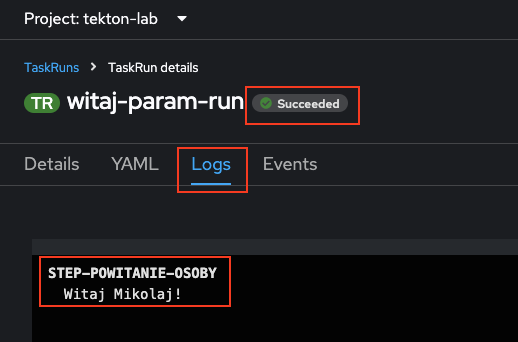 Project: tekton-lab
TaskRuns > TaskRun details
TR witaj-param-run Succeeded
Details YAML Logs Events
STEP-POWITANIE-OSOBY
Witaj Mikolaj!